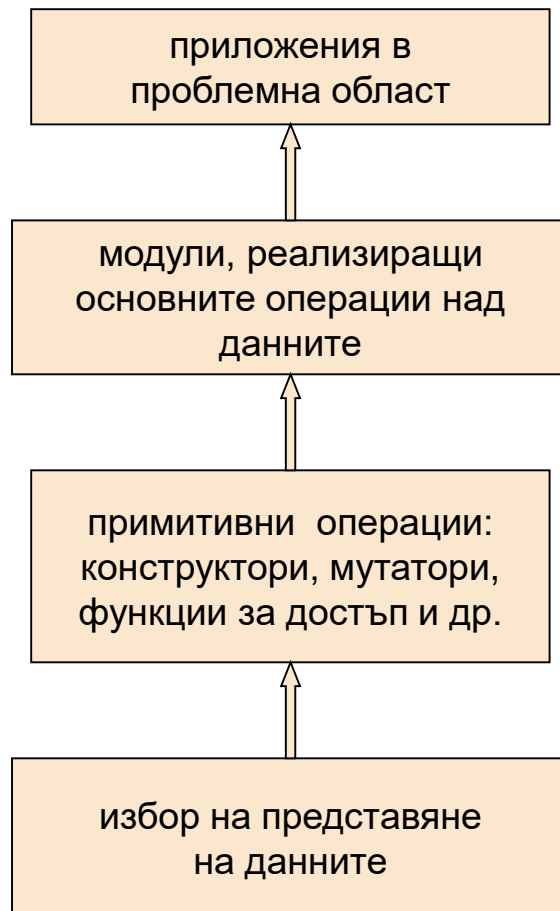 приложения в
проблемна област
модули, реализиращи
основните операции над
данните
примитивни операции:
конструктори, мутатори,
функции за достъп и др.
избор на представяне
на данните